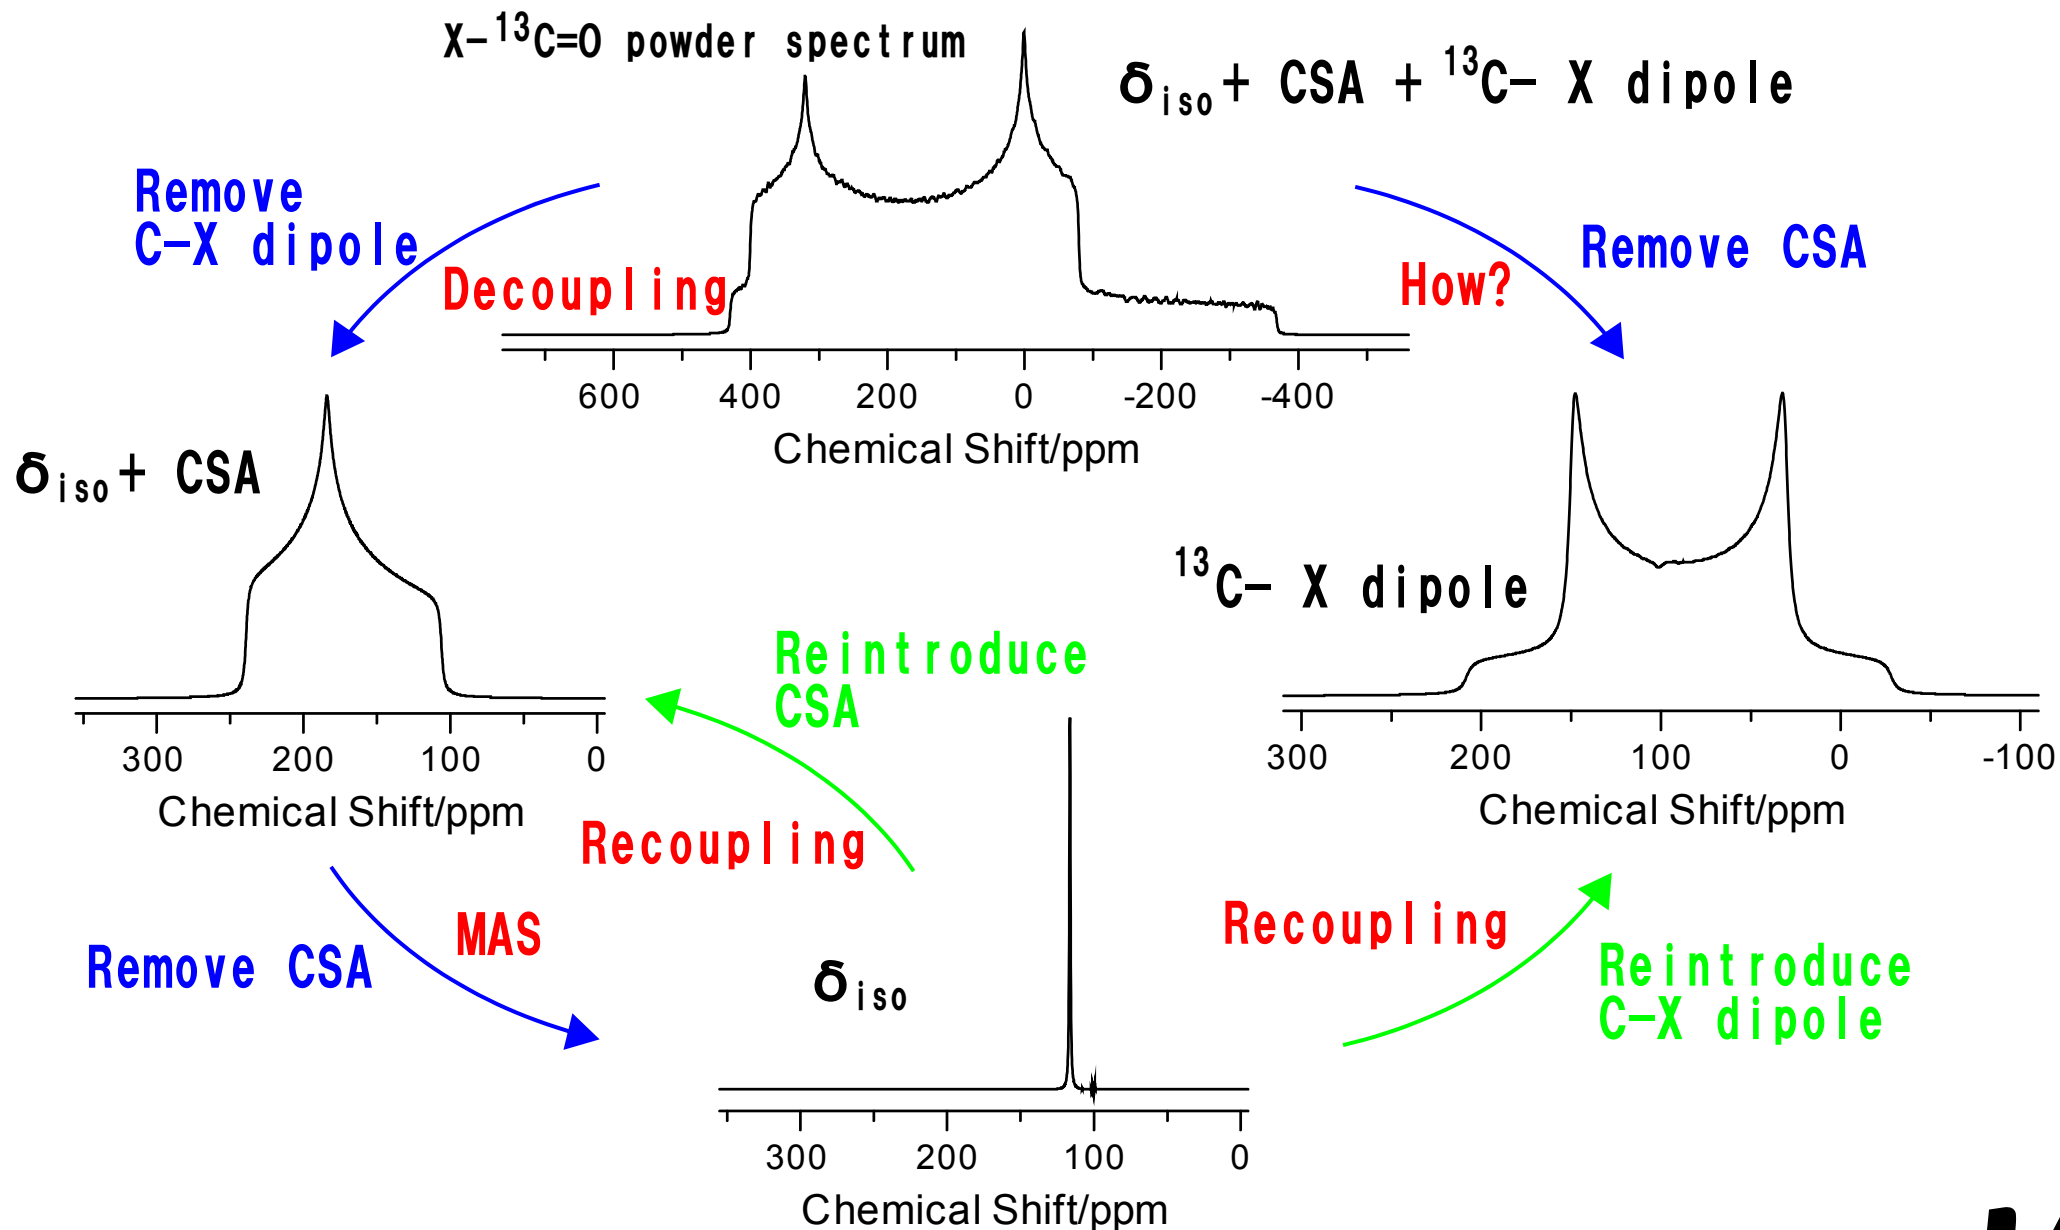 X–¹³C=O powder spectrum
δiso + CSA + ¹³C– X dipole
Remove
C–X dipole
Decoupling
How?
Remove CSA
600 400 200 0 -200 -400
Chemical Shift/ppm
δiso + CSA
¹³C– X dipole
300 200 100 0
Chemical Shift/ppm
Reintroduce
CSA
Recoupling
300 200 100 0 -100
Chemical Shift/ppm
Remove CSA
MAS
δiso
Recoupling
Reintroduce
C–X dipole
300 200 100 0
Chemical Shift/ppm